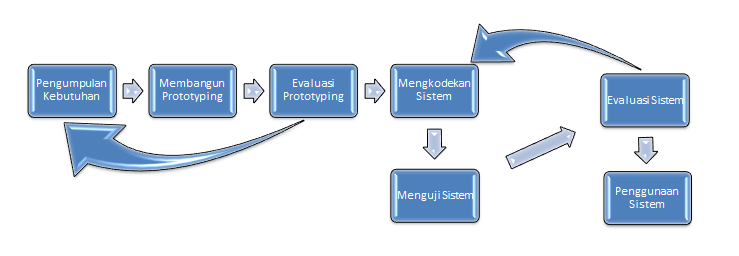 Pengumpulan
Kebutuhan
Membangun
Prototyping
Evaluasi
Prototyping
Mengkodekan
Sistem
Menguji Sistem
Evaluasi Sistem
Penggunaan
Sistem